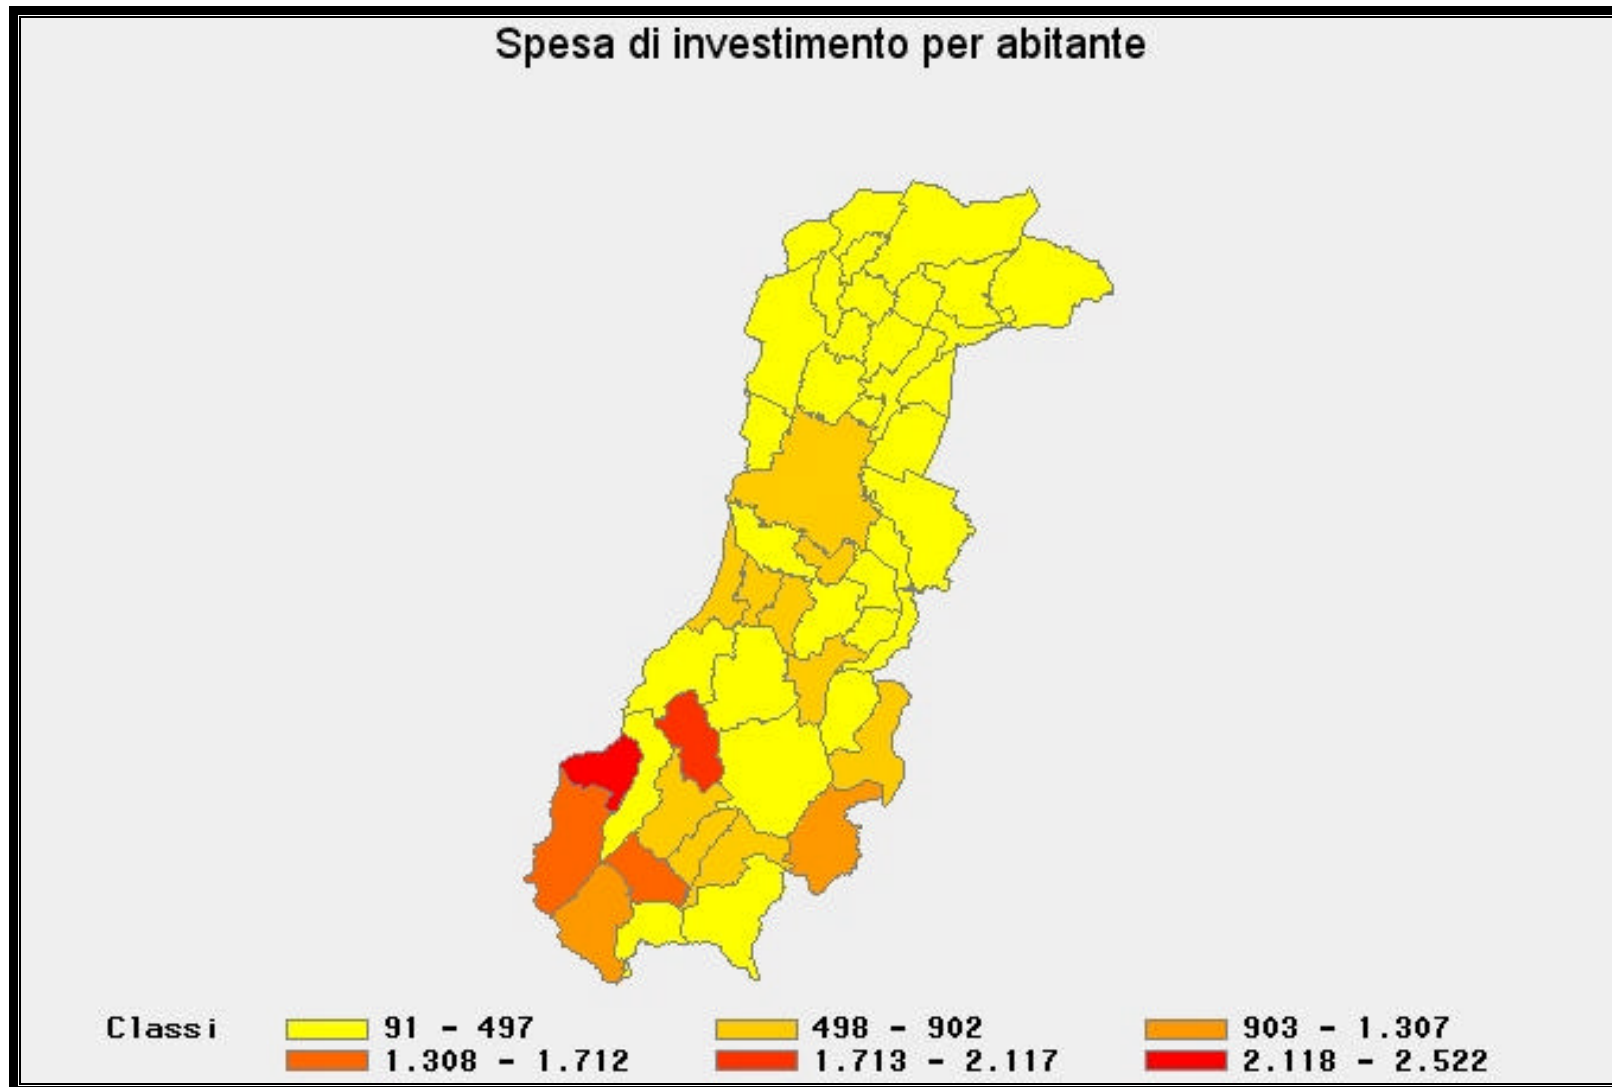 Spesa di investimento per abitante
Classi 91 - 497 498 - 902 903 - 1.307
1.308 - 1.712 1.713 - 2.117 2.118 - 2.522